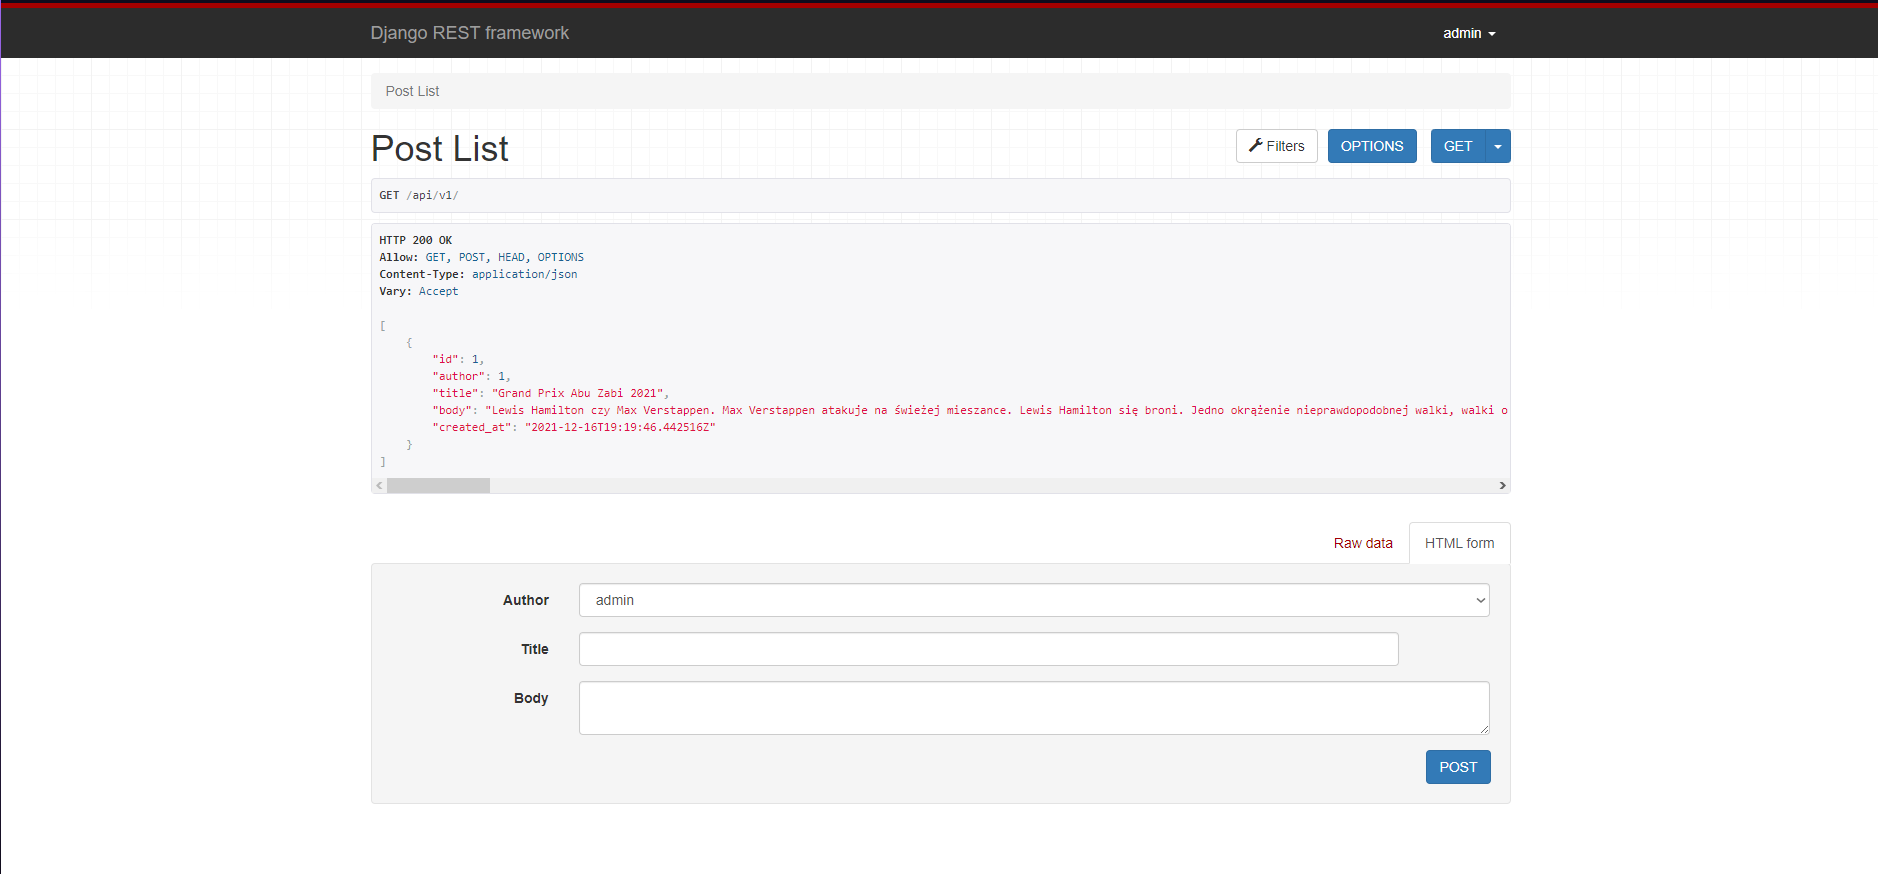 Django REST framework
admin
Post List
Post List
Filters
OPTIONS
GET
GET /api/v1/
HTTP 200 OK
Allow: GET, POST, HEAD, OPTIONS
Content-Type: application/json
Vary: Accept
[
{
"id": 1,
"author": 1,
"title": "Grand Prix Abu Zabi 2021",
"body": "Lewis Hamilton czy Max Verstappen. Max Verstappen atakuje na świeżej mieszance. Lewis Hamilton się broni. Jedno okrążenie nieprawdopodobnej walki, walki o
"created_at": "2021-12-16T19:19:46.442516Z"
}
]
Raw data
HTML form
Author
admin
Title
Body
POST